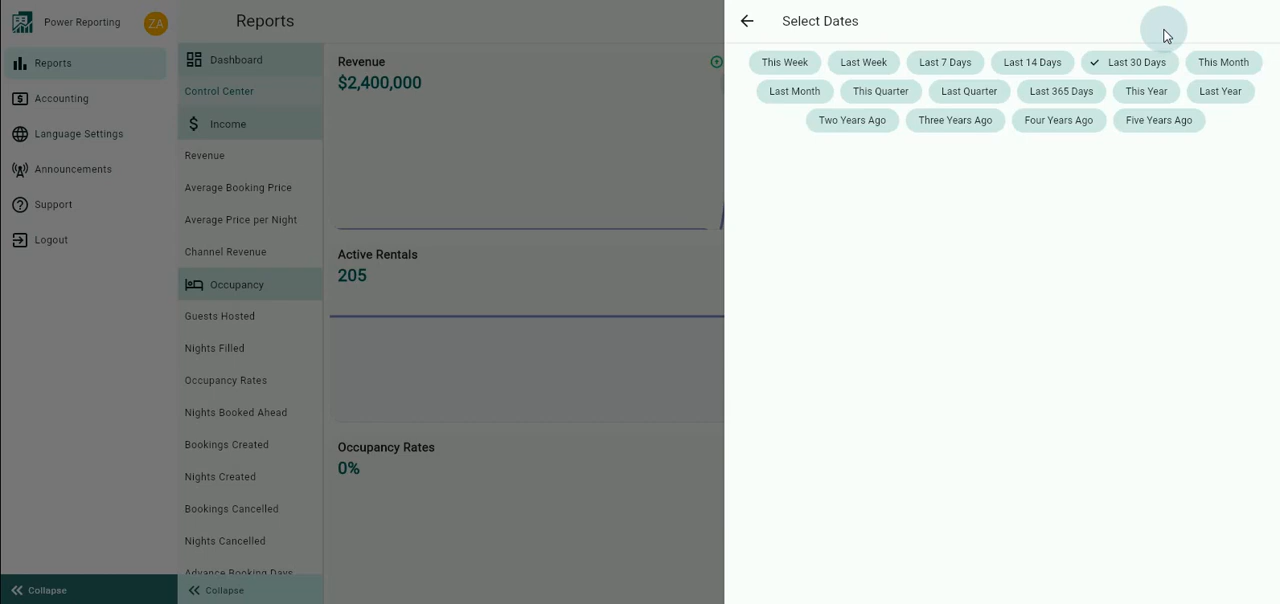 Power Reporting
ZA
Reports
Accounting
Language Settings
Announcements
Support
Logout
Collapse
Reports
Dashboard
Control Center
Income
Revenue
Average Booking Price
Average Price per Night
Channel Revenue
Occupancy
Guests Hosted
Nights Filled
Occupancy Rates
Nights Booked Ahead
Bookings Created
Nights Created
Bookings Cancelled
Nights Cancelled
Advance Booking Days
Collapse
Revenue
$2,400,000
Active Rentals
205
Occupancy Rates
0%
Select Dates
This Week Last Week Last 7 Days Last 14 Days Last 30 Days This Month
Last Month This Quarter Last Quarter Last 365 Days This Year Last Year
Two Years Ago Three Years Ago Four Years Ago Five Years Ago